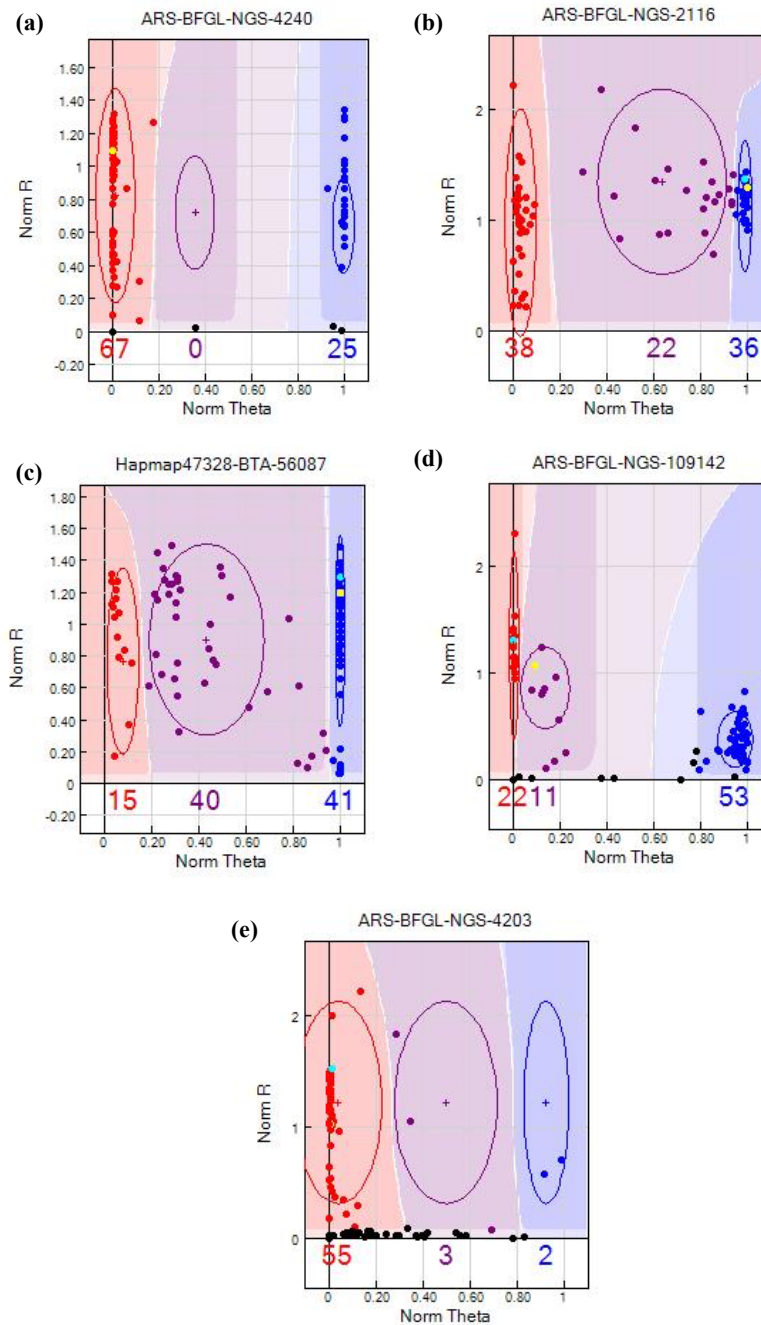 (a)
ARS-BFGL-NGS-4240
1.60
1.40
1.20
1
0.80
0.60
0.40
0.20
0
-0.20
Norm R
67
0
25
0 0.20 0.40 0.60 0.80 1
Norm Theta
(b)
ARS-BFGL-NGS-2116
2
1
0
Norm R
38
22
36
0 0.20 0.40 0.60 0.80 1
Norm Theta
(c)
Hapmap47328-BTA-56087
1.80
1.60
1.40
1.20
1
0.80
0.60
0.40
0.20
0
-0.20
Norm R
15
40
41
0 0.20 0.40 0.60 0.80 1
Norm Theta
(d)
ARS-BFGL-NGS-109142
2
1
0
Norm R
22
11
53
0 0.20 0.40 0.60 0.80 1
Norm Theta
(e)
ARS-BFGL-NGS-4203
2
1
0
Norm R
55
3
2
0 0.20 0.40 0.60 0.80 1
Norm Theta